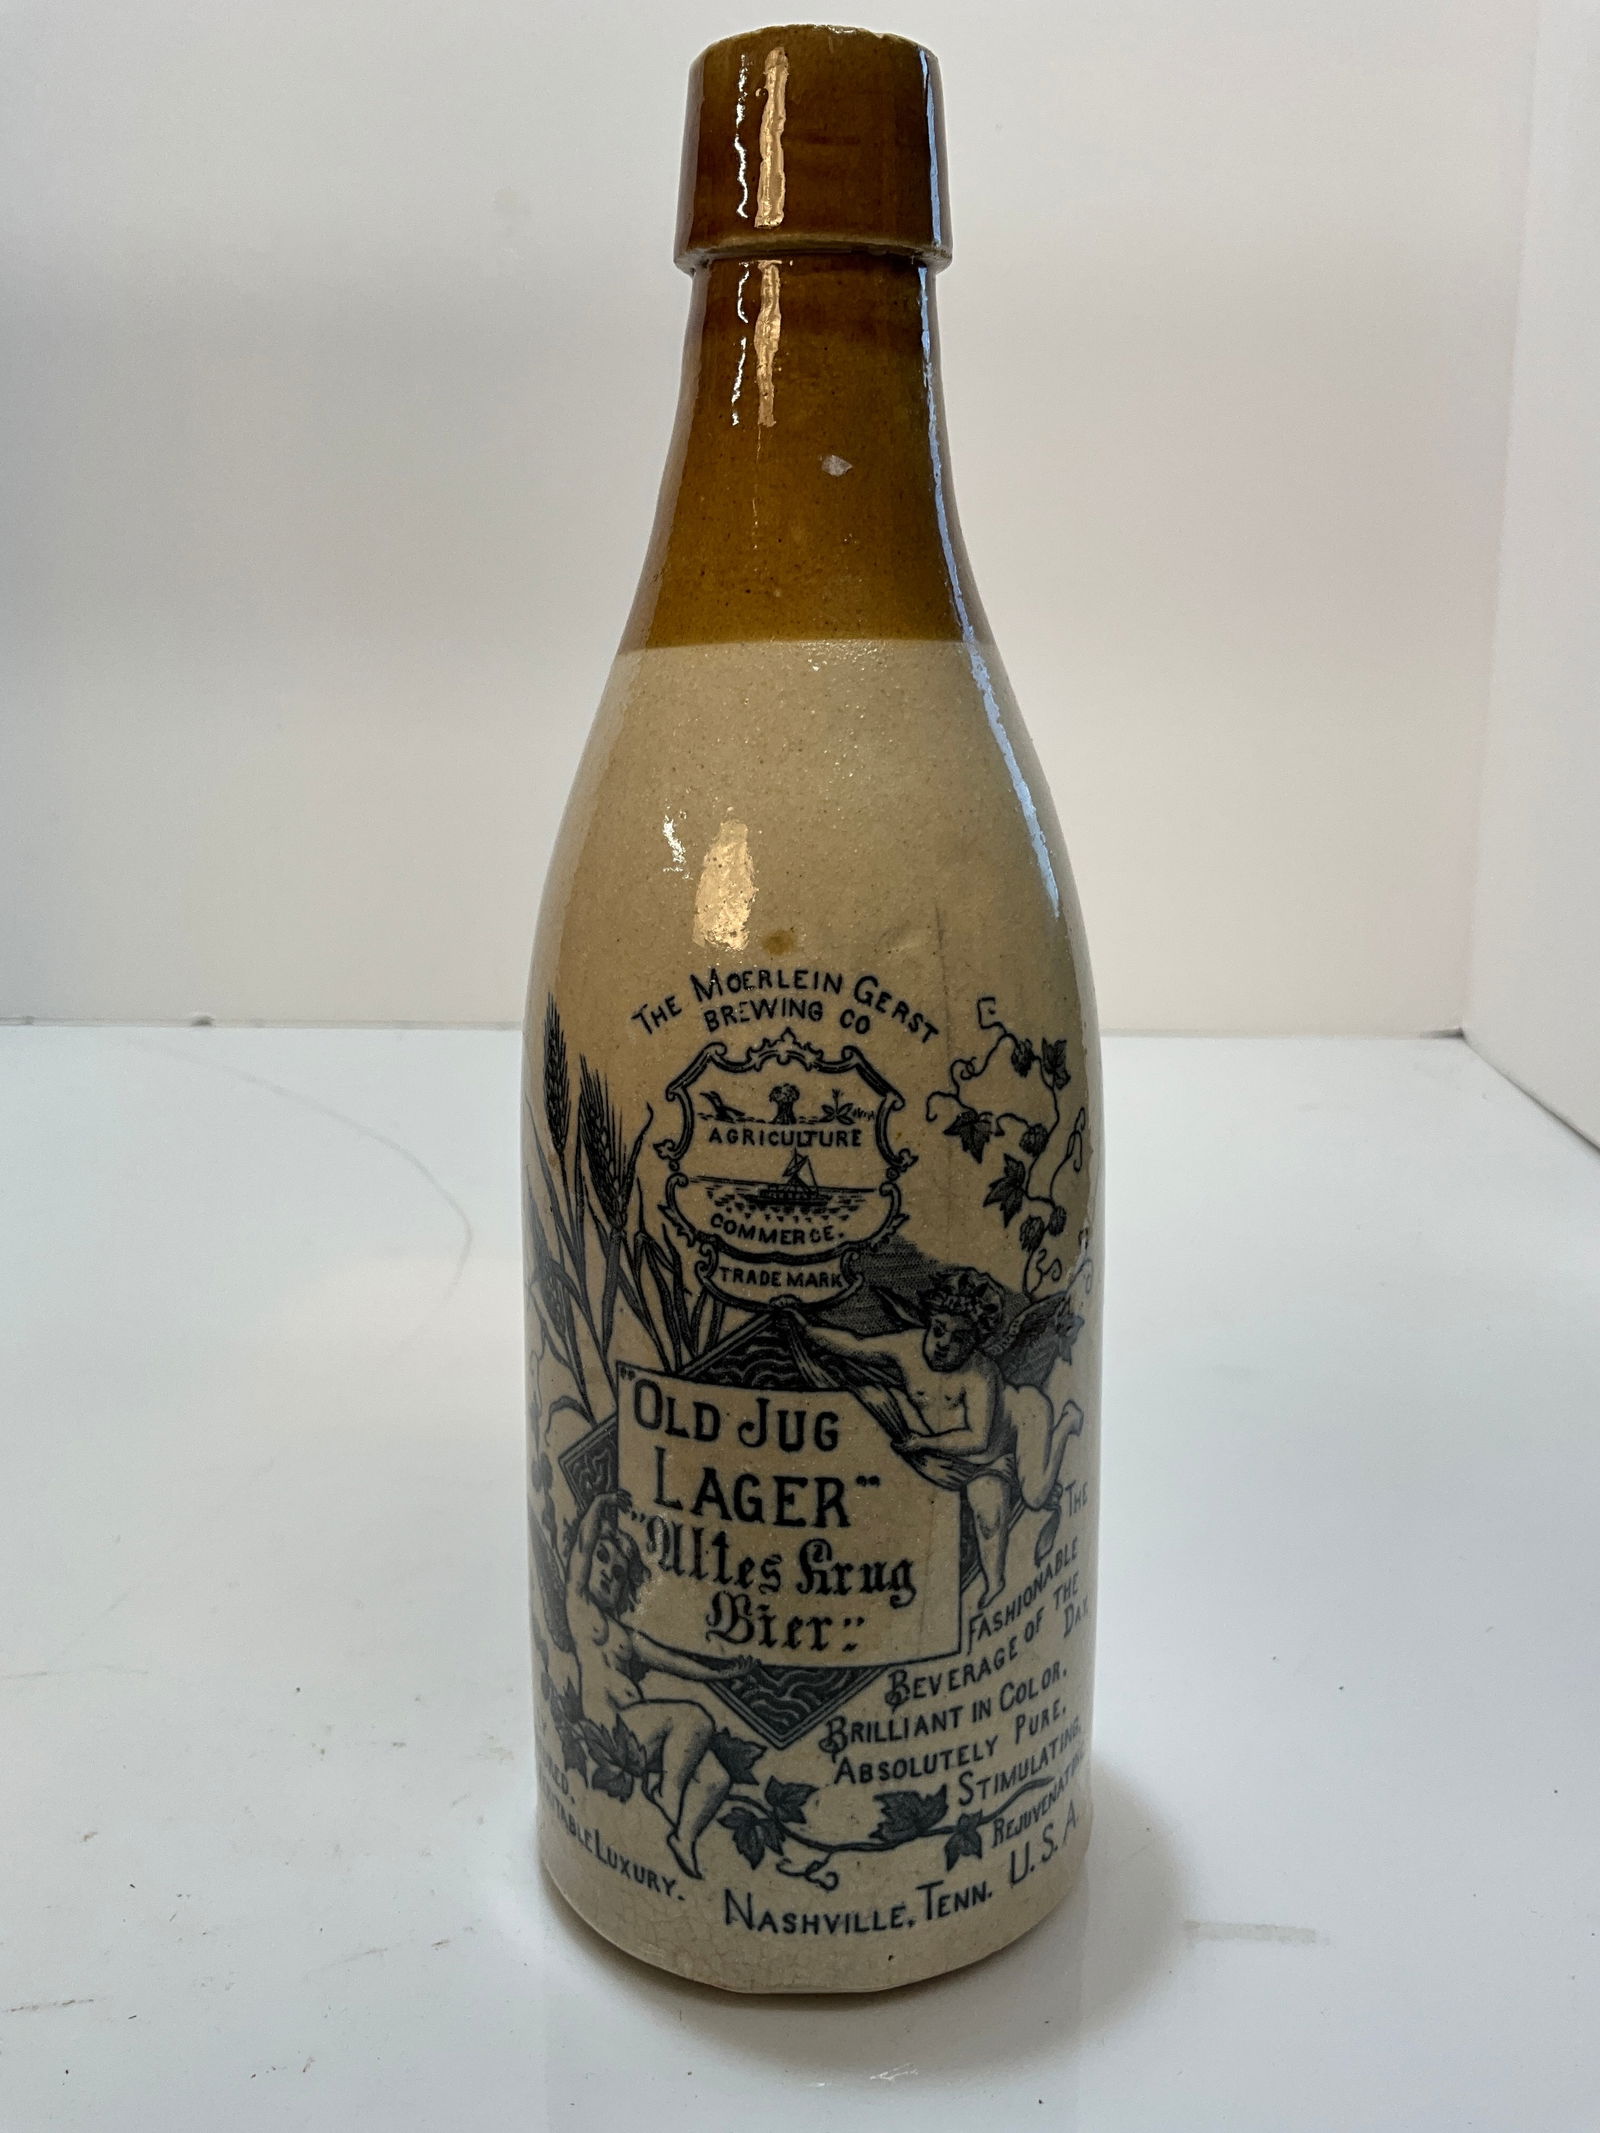 THE MOERLEIN GERST
BREWING CO
AGRICULTURE
COMMERCE.
TRADE MARK
"OLD JUG
LAGER"
"Altes Krug
Bier"
THE
FASHIONABLE
BEVERAGE OF THE
DAY
BRILLIANT IN COLOR.
ABSOLUTELY PURE.
STIMULATING.
LUXURY.
NASHVILLE, TENN. U.S.A.